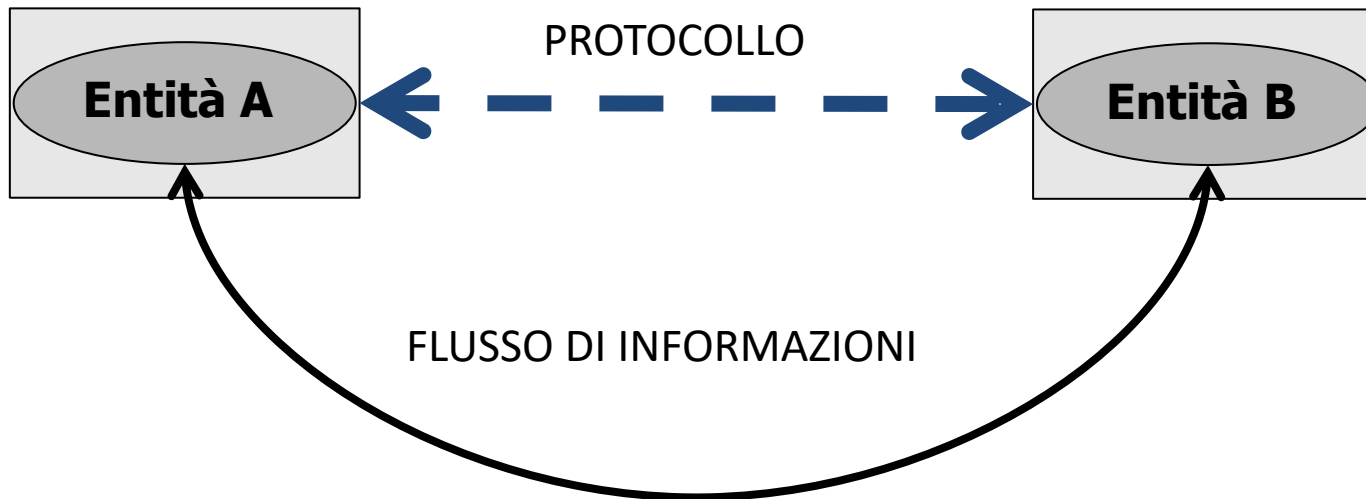 PROTOCOLLO
Entità A
Entità B
FLUSSO DI INFORMAZIONI